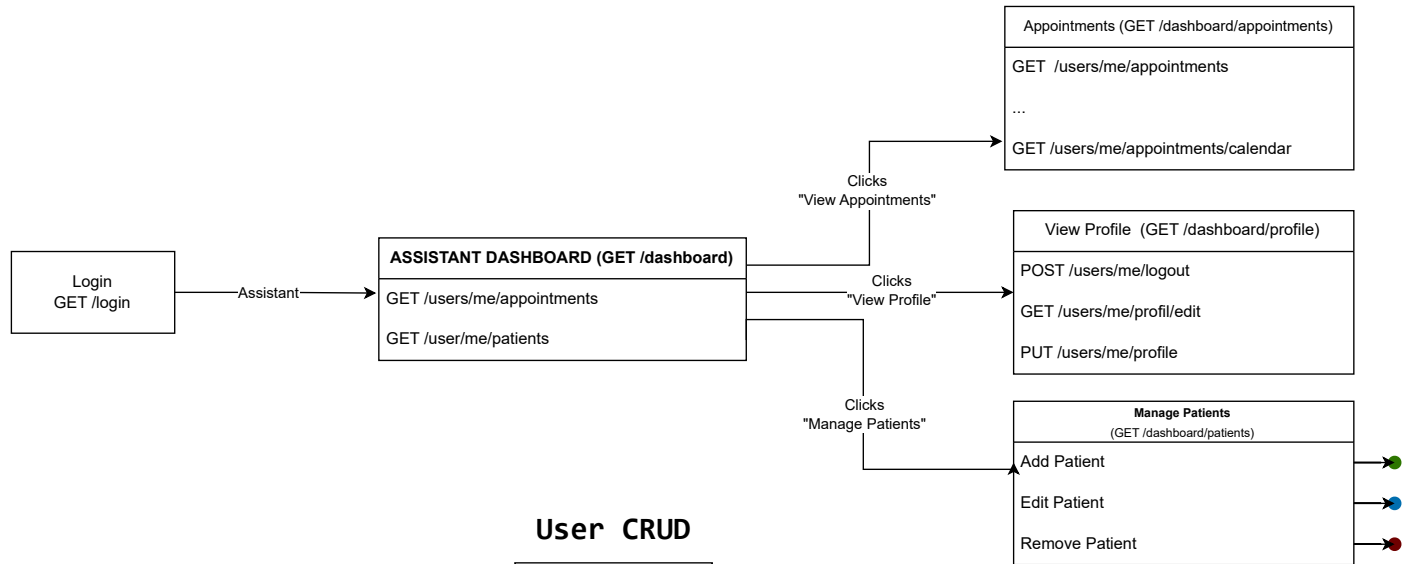 Appointments (GET /dashboard/appointments)
GET  /users/me/appointments
...
GET /users/me/appointments/calendar
Clicks
"View Appointments"
View Profile  (GET /dashboard/profile)
POST /users/me/logout
GET /users/me/profil/edit
PUT /users/me/profile
Login
GET /login
Assistant
ASSISTANT DASHBOARD (GET /dashboard)
GET /users/me/appointments
GET /user/me/patients
Clicks
"View Profile"
Clicks
"Manage Patients"
Manage Patients
(GET /dashboard/patients)
Add Patient
Edit Patient
Remove Patient
User CRUD